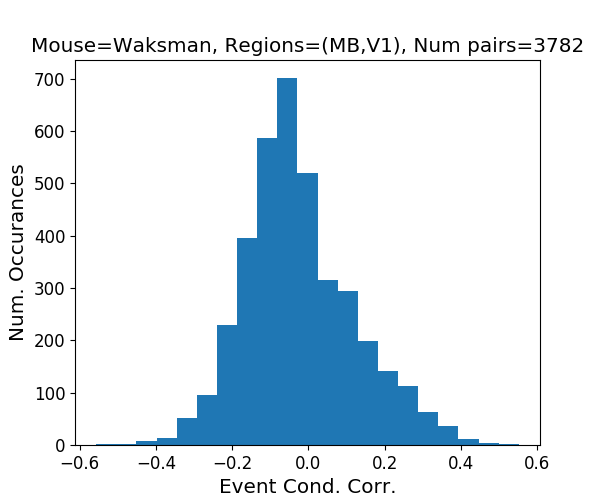 Mouse=Waksman, Regions=(MB,V1), Num pairs=3782
Num. Occurances
700
600
500
400
300
200
100
0
−0.6 −0.4 −0.2 0.0 0.2 0.4 0.6
Event Cond. Corr.